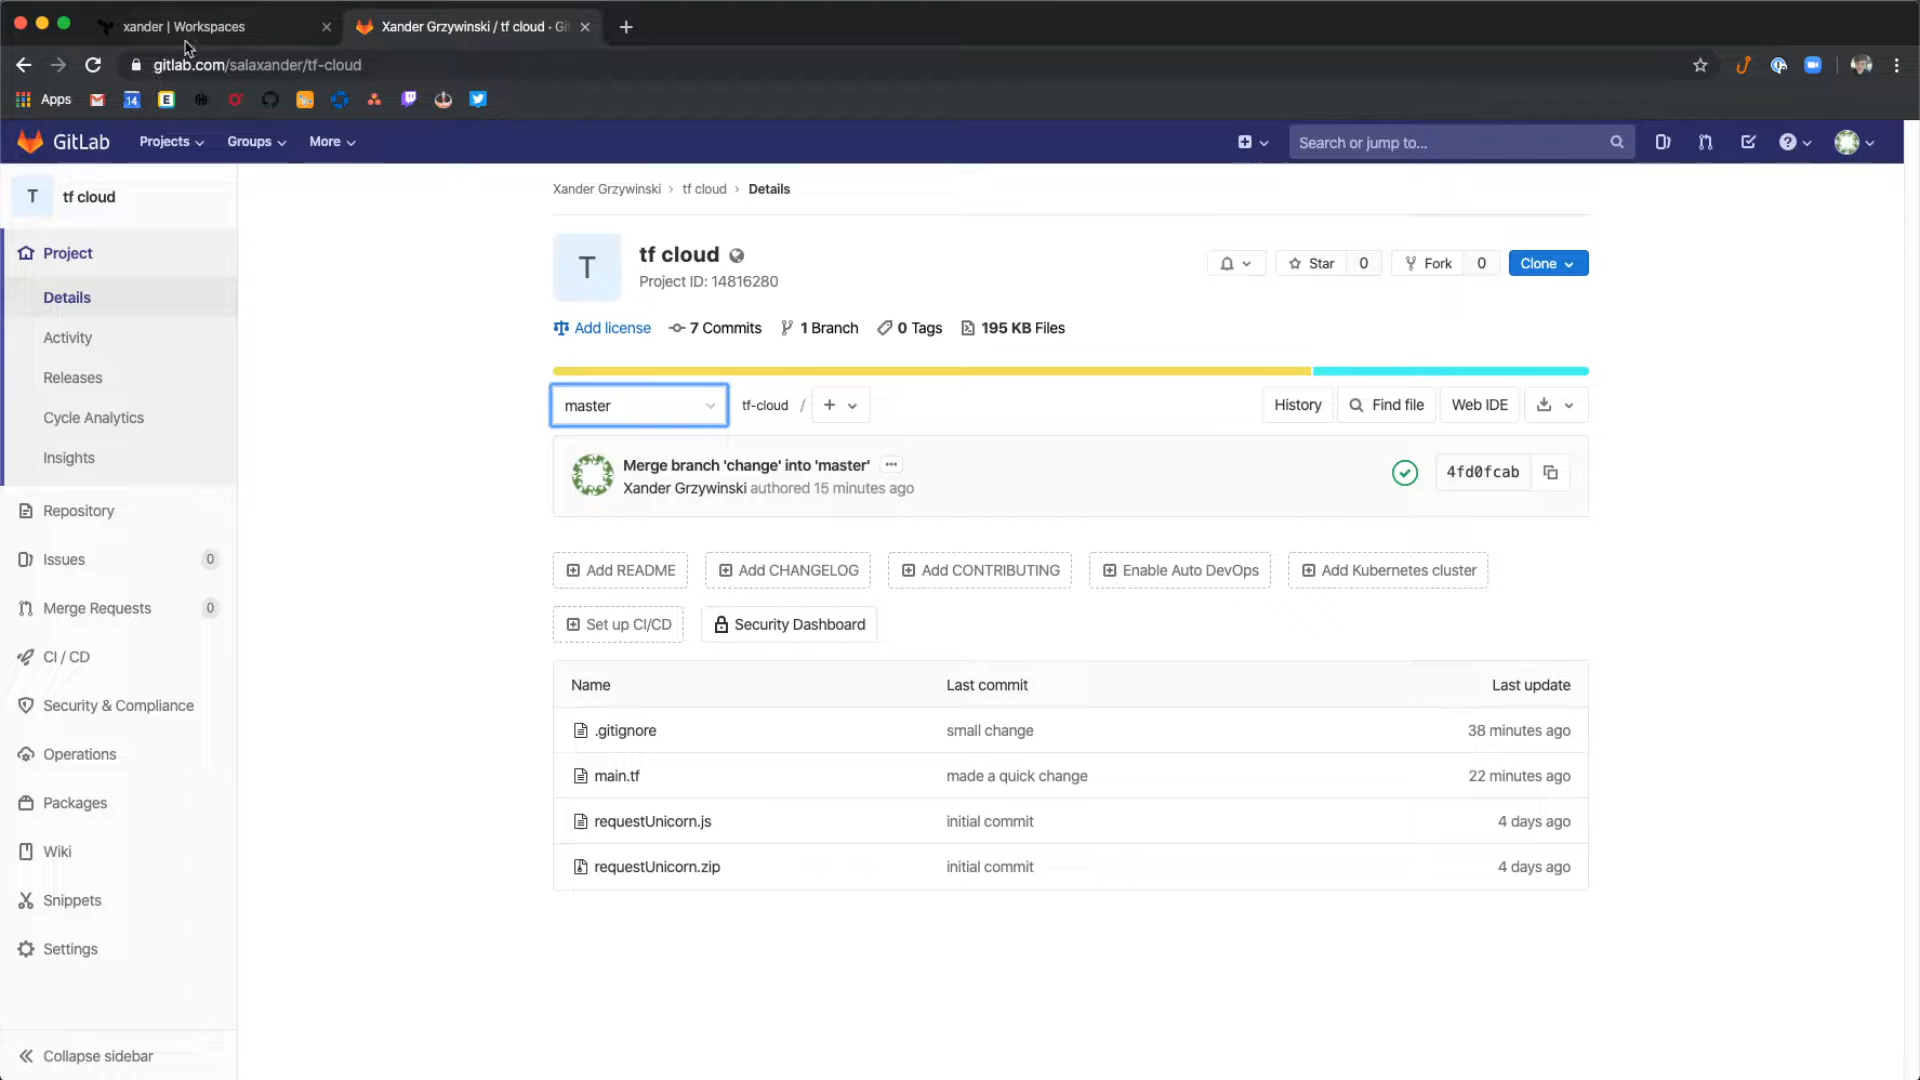 xander | Workspaces
Xander Grzywinski / tf cloud · Gi
gitlab.com/salaxander/tf-cloud
Apps
14
E
GitLab
Projects
Groups
More
Search or jump to...
T
tf cloud
Project
Details
Activity
Releases
Cycle Analytics
Insights
Repository
Issues 0
Merge Requests 0
CI / CD
Security & Compliance
Operations
Packages
Wiki
Snippets
Settings
Collapse sidebar
Xander Grzywinski › tf cloud › Details
T
tf cloud
Project ID: 14816280
Star 0
Fork 0
Clone
Add license
7 Commits
1 Branch
0 Tags
195 KB Files
master
tf-cloud / +
History
Find file
Web IDE
Merge branch 'change' into 'master' ...
Xander Grzywinski authored 15 minutes ago
4fd0fcab
Add README
Add CHANGELOG
Add CONTRIBUTING
Enable Auto DevOps
Add Kubernetes cluster
Set up CI/CD
Security Dashboard
Name Last commit Last update
.gitignore small change 38 minutes ago
main.tf made a quick change 22 minutes ago
requestUnicorn.js initial commit 4 days ago
requestUnicorn.zip initial commit 4 days ago